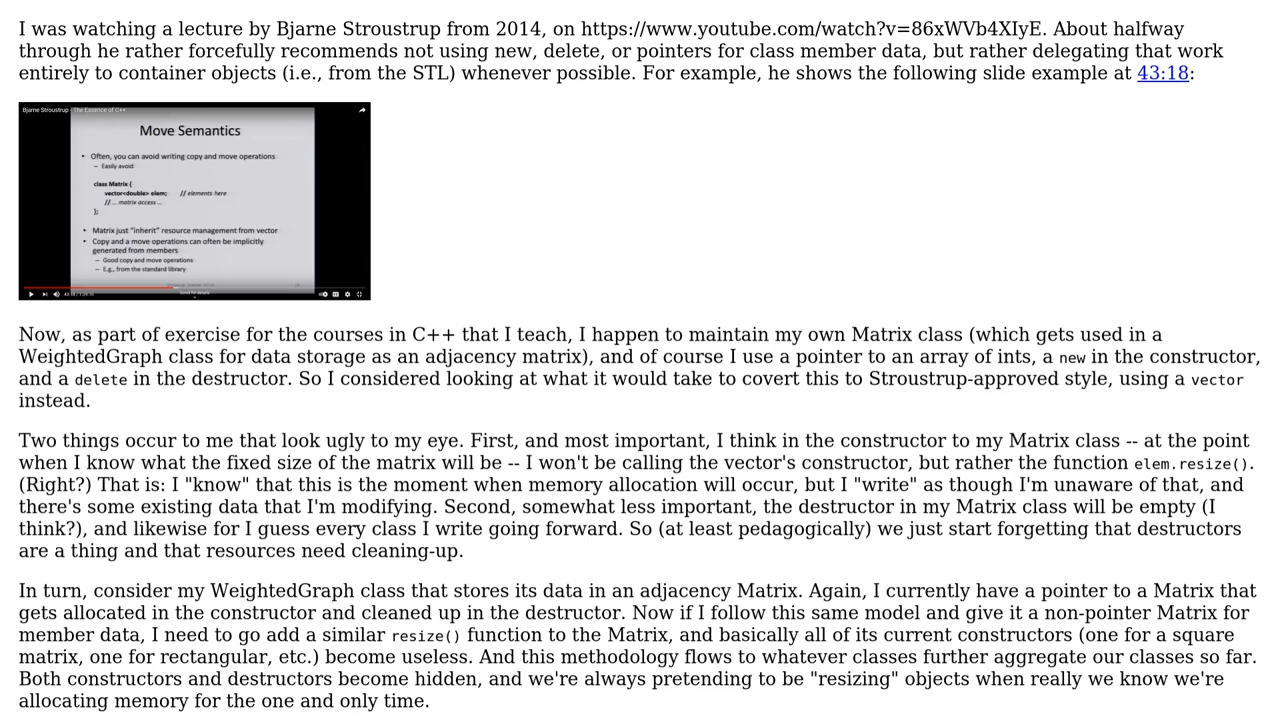 I was watching a lecture by Bjarne Stroustrup from 2014, on https://www.youtube.com/watch?v=86xWVb4XIyE. About halfway
through he rather forcefully recommends not using new, delete, or pointers for class member data, but rather delegating that work
entirely to container objects (i.e., from the STL) whenever possible. For example, he shows the following slide example at 43:18:
Bjarne Stroustrup - The Essence of C++
Move Semantics
• Often, you can avoid writing copy and move operations
– Easily avoid
class Matrix {
vector<double> elem; // elements here
// ... matrix access ...
};
• Matrix just "inherit" resource management from vector
• Copy and a move operations can often be implicitly
generated from members
– Good copy and move operations
– E.g., from the standard library
Now, as part of exercise for the courses in C++ that I teach, I happen to maintain my own Matrix class (which gets used in a
WeightedGraph class for data storage as an adjacency matrix), and of course I use a pointer to an array of ints, a new in the constructor,
and a delete in the destructor. So I considered looking at what it would take to covert this to Stroustrup-approved style, using a vector
instead.
Two things occur to me that look ugly to my eye. First, and most important, I think in the constructor to my Matrix class -- at the point
when I know what the fixed size of the matrix will be -- I won't be calling the vector's constructor, but rather the function elem.resize().
(Right?) That is: I "know" that this is the moment when memory allocation will occur, but I "write" as though I'm unaware of that, and
there's some existing data that I'm modifying. Second, somewhat less important, the destructor in my Matrix class will be empty (I
think?), and likewise for I guess every class I write going forward. So (at least pedagogically) we just start forgetting that destructors
are a thing and that resources need cleaning-up.
In turn, consider my WeightedGraph class that stores its data in an adjacency Matrix. Again, I currently have a pointer to a Matrix that
gets allocated in the constructor and cleaned up in the destructor. Now if I follow this same model and give it a non-pointer Matrix for
member data, I need to go add a similar resize() function to the Matrix, and basically all of its current constructors (one for a square
matrix, one for rectangular, etc.) become useless. And this methodology flows to whatever classes further aggregate our classes so far.
Both constructors and destructors become hidden, and we're always pretending to be "resizing" objects when really we know we're
allocating memory for the one and only time.